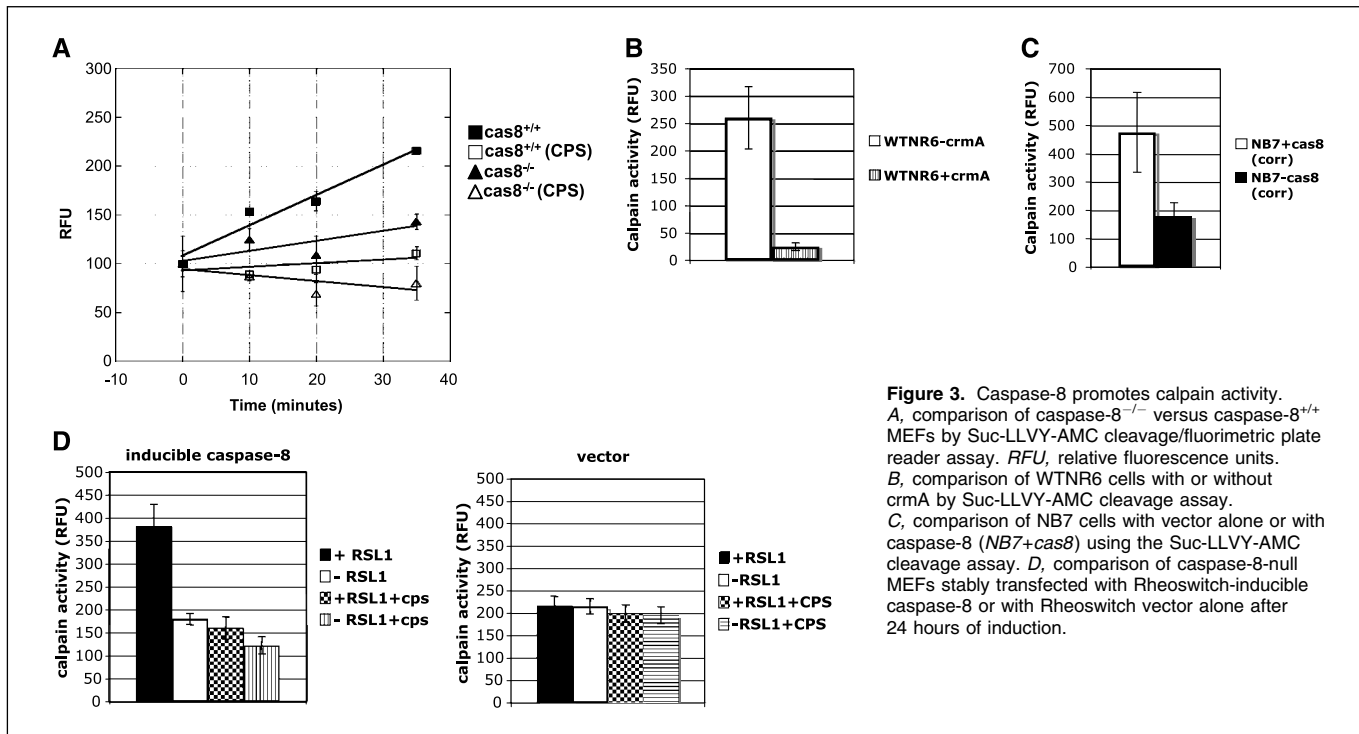 A
300
250
200
150
100
50
0
RFU
-10
0
10
20
30
40
Time (minutes)
cas8+/+
cas8+/+ (CPS)
cas8-/-
cas8-/- (CPS)
B
350
300
250
200
150
100
50
0
Calpain activity (RFU)
WTNR6-crmA
WTNR6+crmA
C
700
600
500
400
300
200
100
0
Calpain activity (RFU)
NB7+cas8
(corr)
NB7-cas8
(corr)
D
inducible caspase-8
500
450
400
350
300
250
200
150
100
50
0
calpain activity (RFU)
+ RSL1
- RSL1
+RSL1+cps
- RSL1+cps
vector
500
450
400
350
300
250
200
150
100
50
0
calpain activity (RFU)
+RSL1
-RSL1
+RSL1+CPS
-RSL1+CPS
Figure 3. Caspase-8 promotes calpain activity.
A, comparison of caspase-8−/− versus caspase-8+/+
MEFs by Suc-LLVY-AMC cleavage/fluorimetric plate
reader assay. RFU, relative fluorescence units.
B, comparison of WTNR6 cells with or without
crmA by Suc-LLVY-AMC cleavage assay.
C, comparison of NB7 cells with vector alone or with
caspase-8 (NB7+cas8) using the Suc-LLVY-AMC
cleavage assay. D, comparison of caspase-8-null
MEFs stably transfected with Rheoswitch-inducible
caspase-8 or with Rheoswitch vector alone after
24 hours of induction.